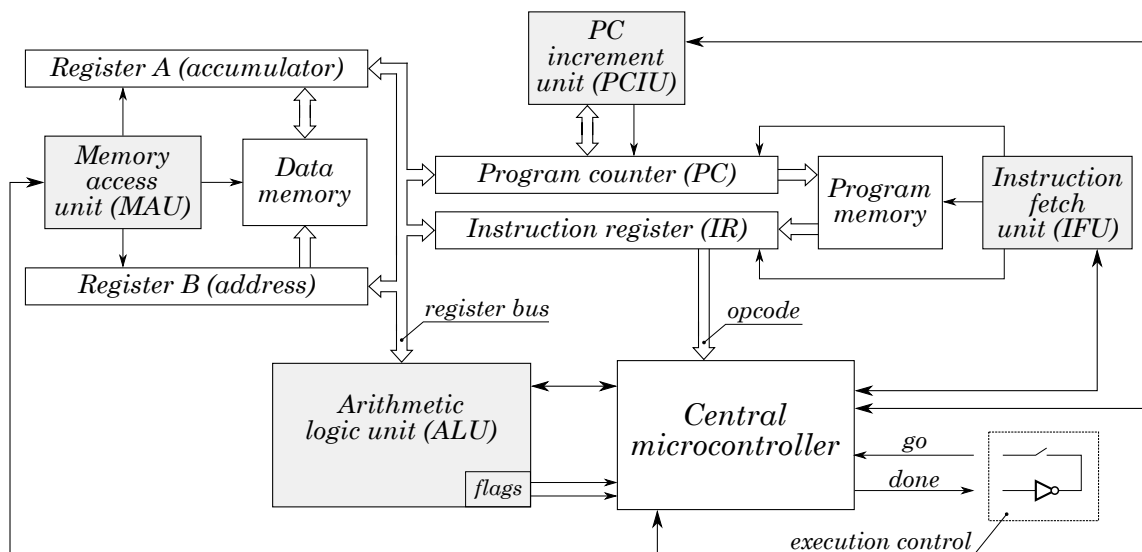 PC
increment
unit (PCIU)
Register A (accumulator)
Memory
access
unit (MAU)
Data
memory
Program counter (PC)
Program
memory
Instruction
fetch
unit (IFU)
Instruction register (IR)
Register B (address)
register bus
opcode
Arithmetic
logic unit (ALU)
flags
Central
microcontroller
go
done
execution control